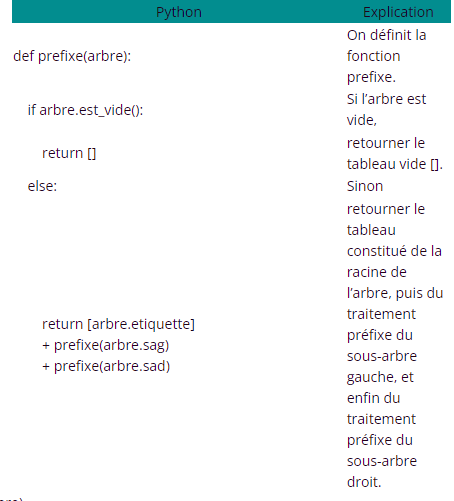 Python Explication
On définit la
def prefixe(arbre): fonction
prefixe.
Si l’arbre est
if arbre.est_vide():
vide,
retourner le
return []
tableau vide [].
else: Sinon
retourner le
tableau
constitué de la
racine de
l’arbre, puis du
return [arbre.etiquette] traitement
+ prefixe(arbre.sag) préfixe du
+ prefixe(arbre.sad) sous-arbre
gauche, et
enfin du
traitement
préfixe du
sous-arbre
droit.